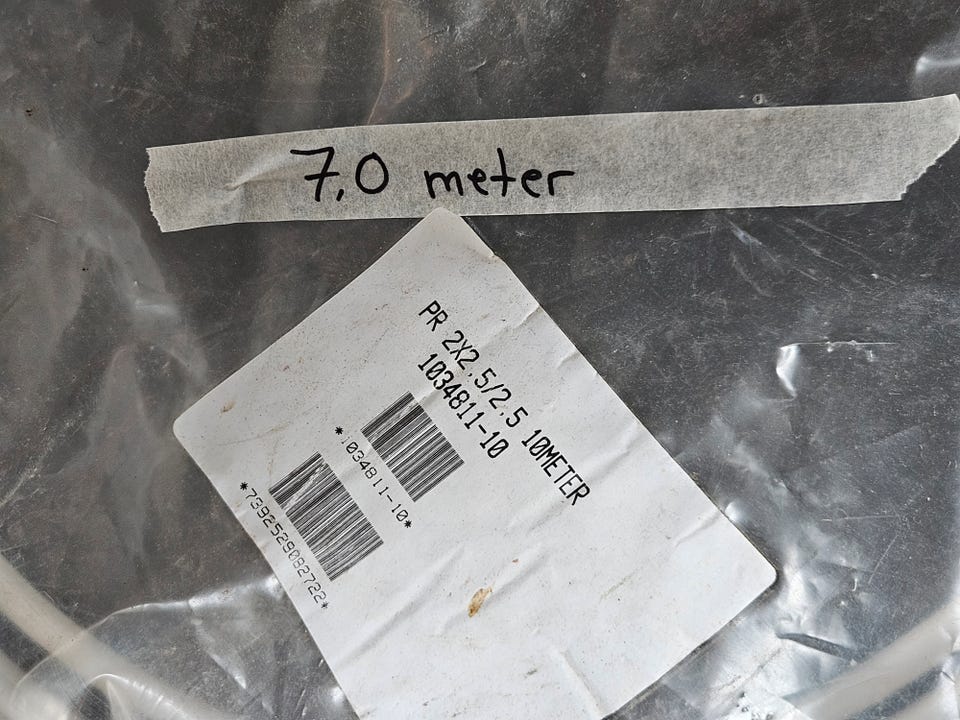 7,0 meter
PR 2X2,5/2,5 10METER
1034811-10
*1034811-10*
*7392529082722*